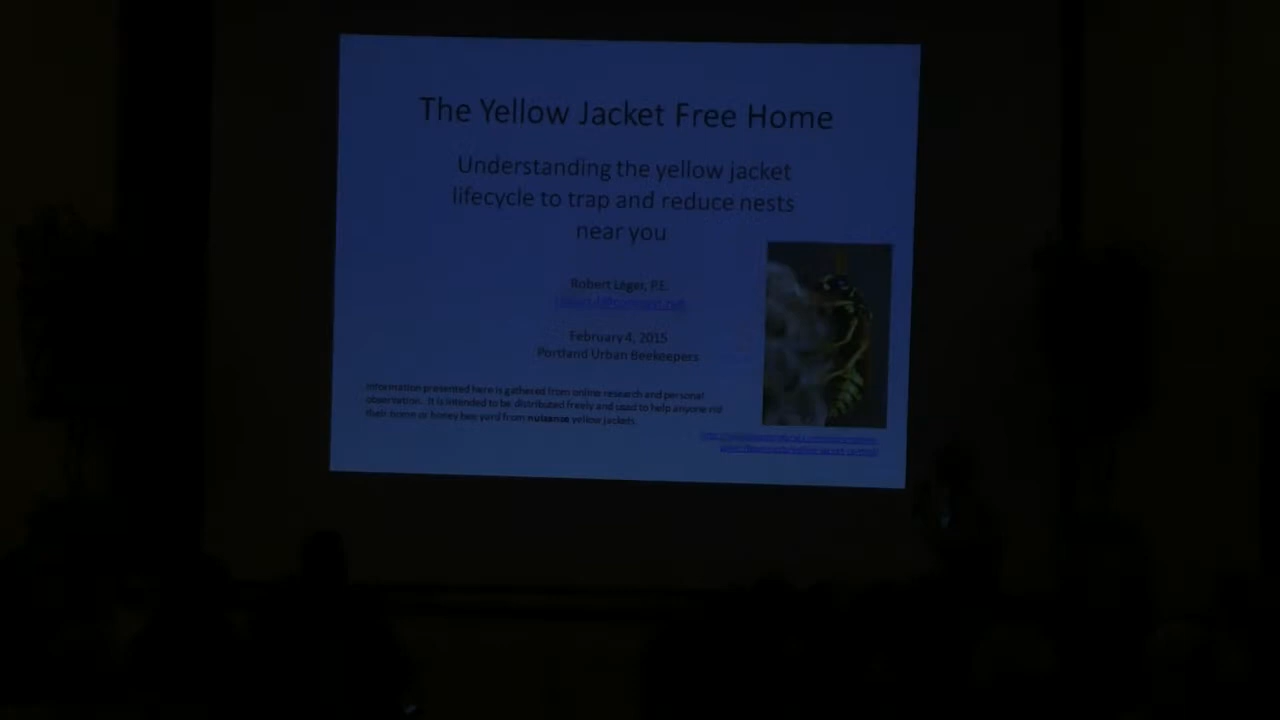 The Yellow Jacket Free Home
Understanding the yellow jacket
lifecycle to trap and reduce nests
near you
Robert Leger, P.E.
February 4, 2015
Portland Urban Beekeepers
Information presented here is gathered from online research and personal
observation. It is intended to be distributed freely and used to help anyone rid
their home or honey bee yard from nuisance yellow jackets.